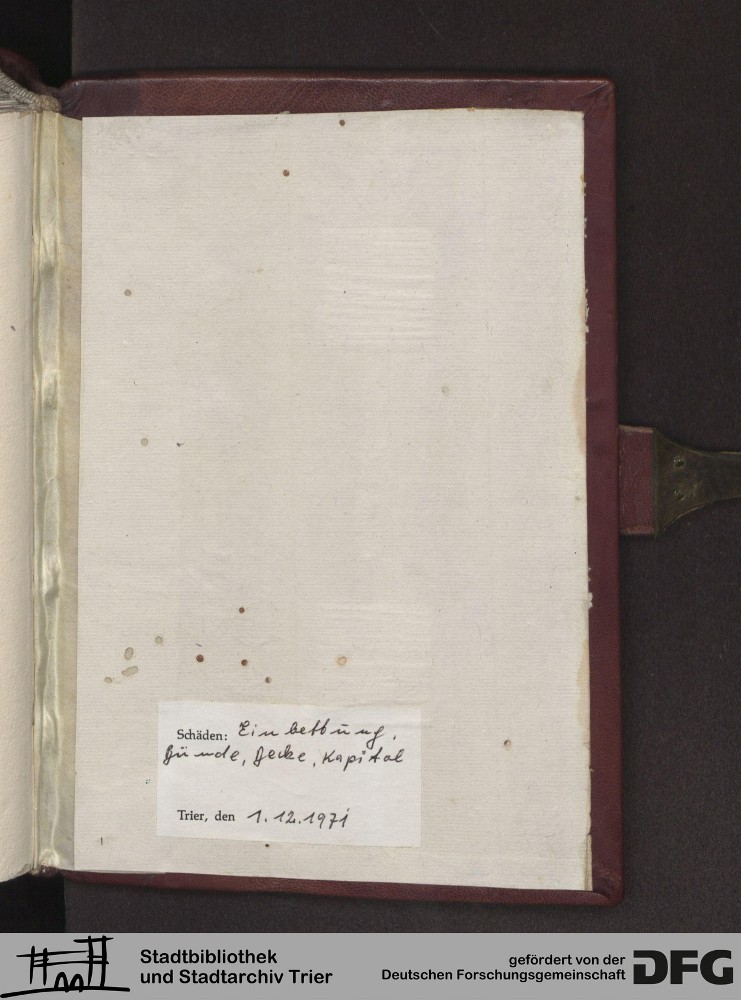 Schäden: Einbettung,
Bünde, Decke, Kapital
Trier, den 1.12.1971
Stadtbibliothek
und Stadtarchiv Trier
gefördert von der
Deutschen Forschungsgemeinschaft
DFG